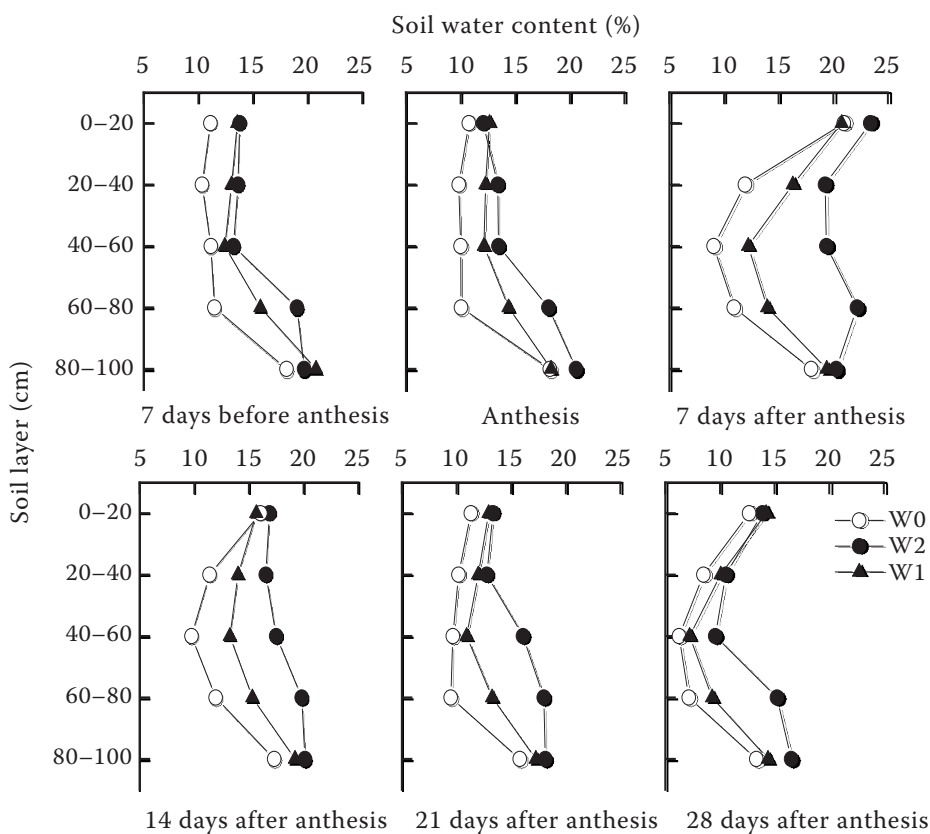 Soil water content (%)
5 10 15 20 25 5 10 15 20 25 5 10 15 20 25
0–20
20–40
40–60
60–80
80–100
7 days before anthesis Anthesis 7 days after anthesis
Soil layer (cm)
5 10 15 20 25 5 10 15 20 25 5 10 15 20 25
0–20
20–40
40–60
60–80
80–100
W0
W2
W1
14 days after anthesis 21 days after anthesis 28 days after anthesis